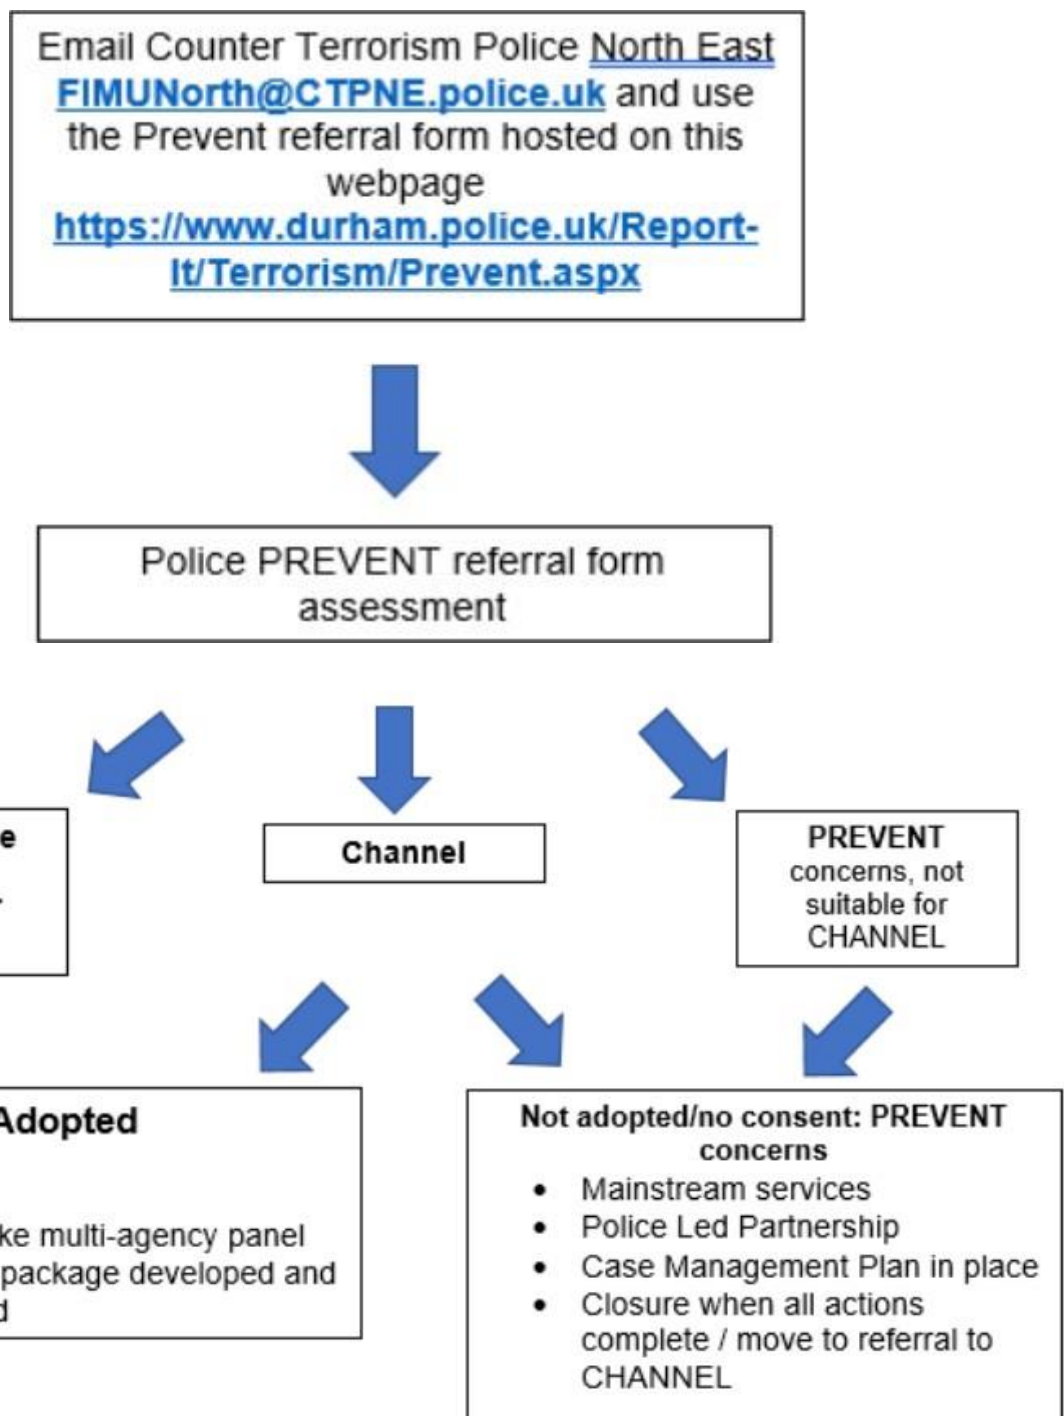 Email Counter Terrorism Police North East
FIMUNorth@CTPNE.police.uk and use
the Prevent referral form hosted on this
webpage
https://www.durham.police.uk/Report-
It/Terrorism/Prevent.aspx
Police PREVENT referral form
assessment
Channel
PREVENT
concerns, not
suitable for
CHANNEL
Adopted
multi-agency panel
package developed and
Not adopted/no consent: PREVENT
concerns
• Mainstream services
• Police Led Partnership
• Case Management Plan in place
• Closure when all actions
complete / move to referral to
CHANNEL